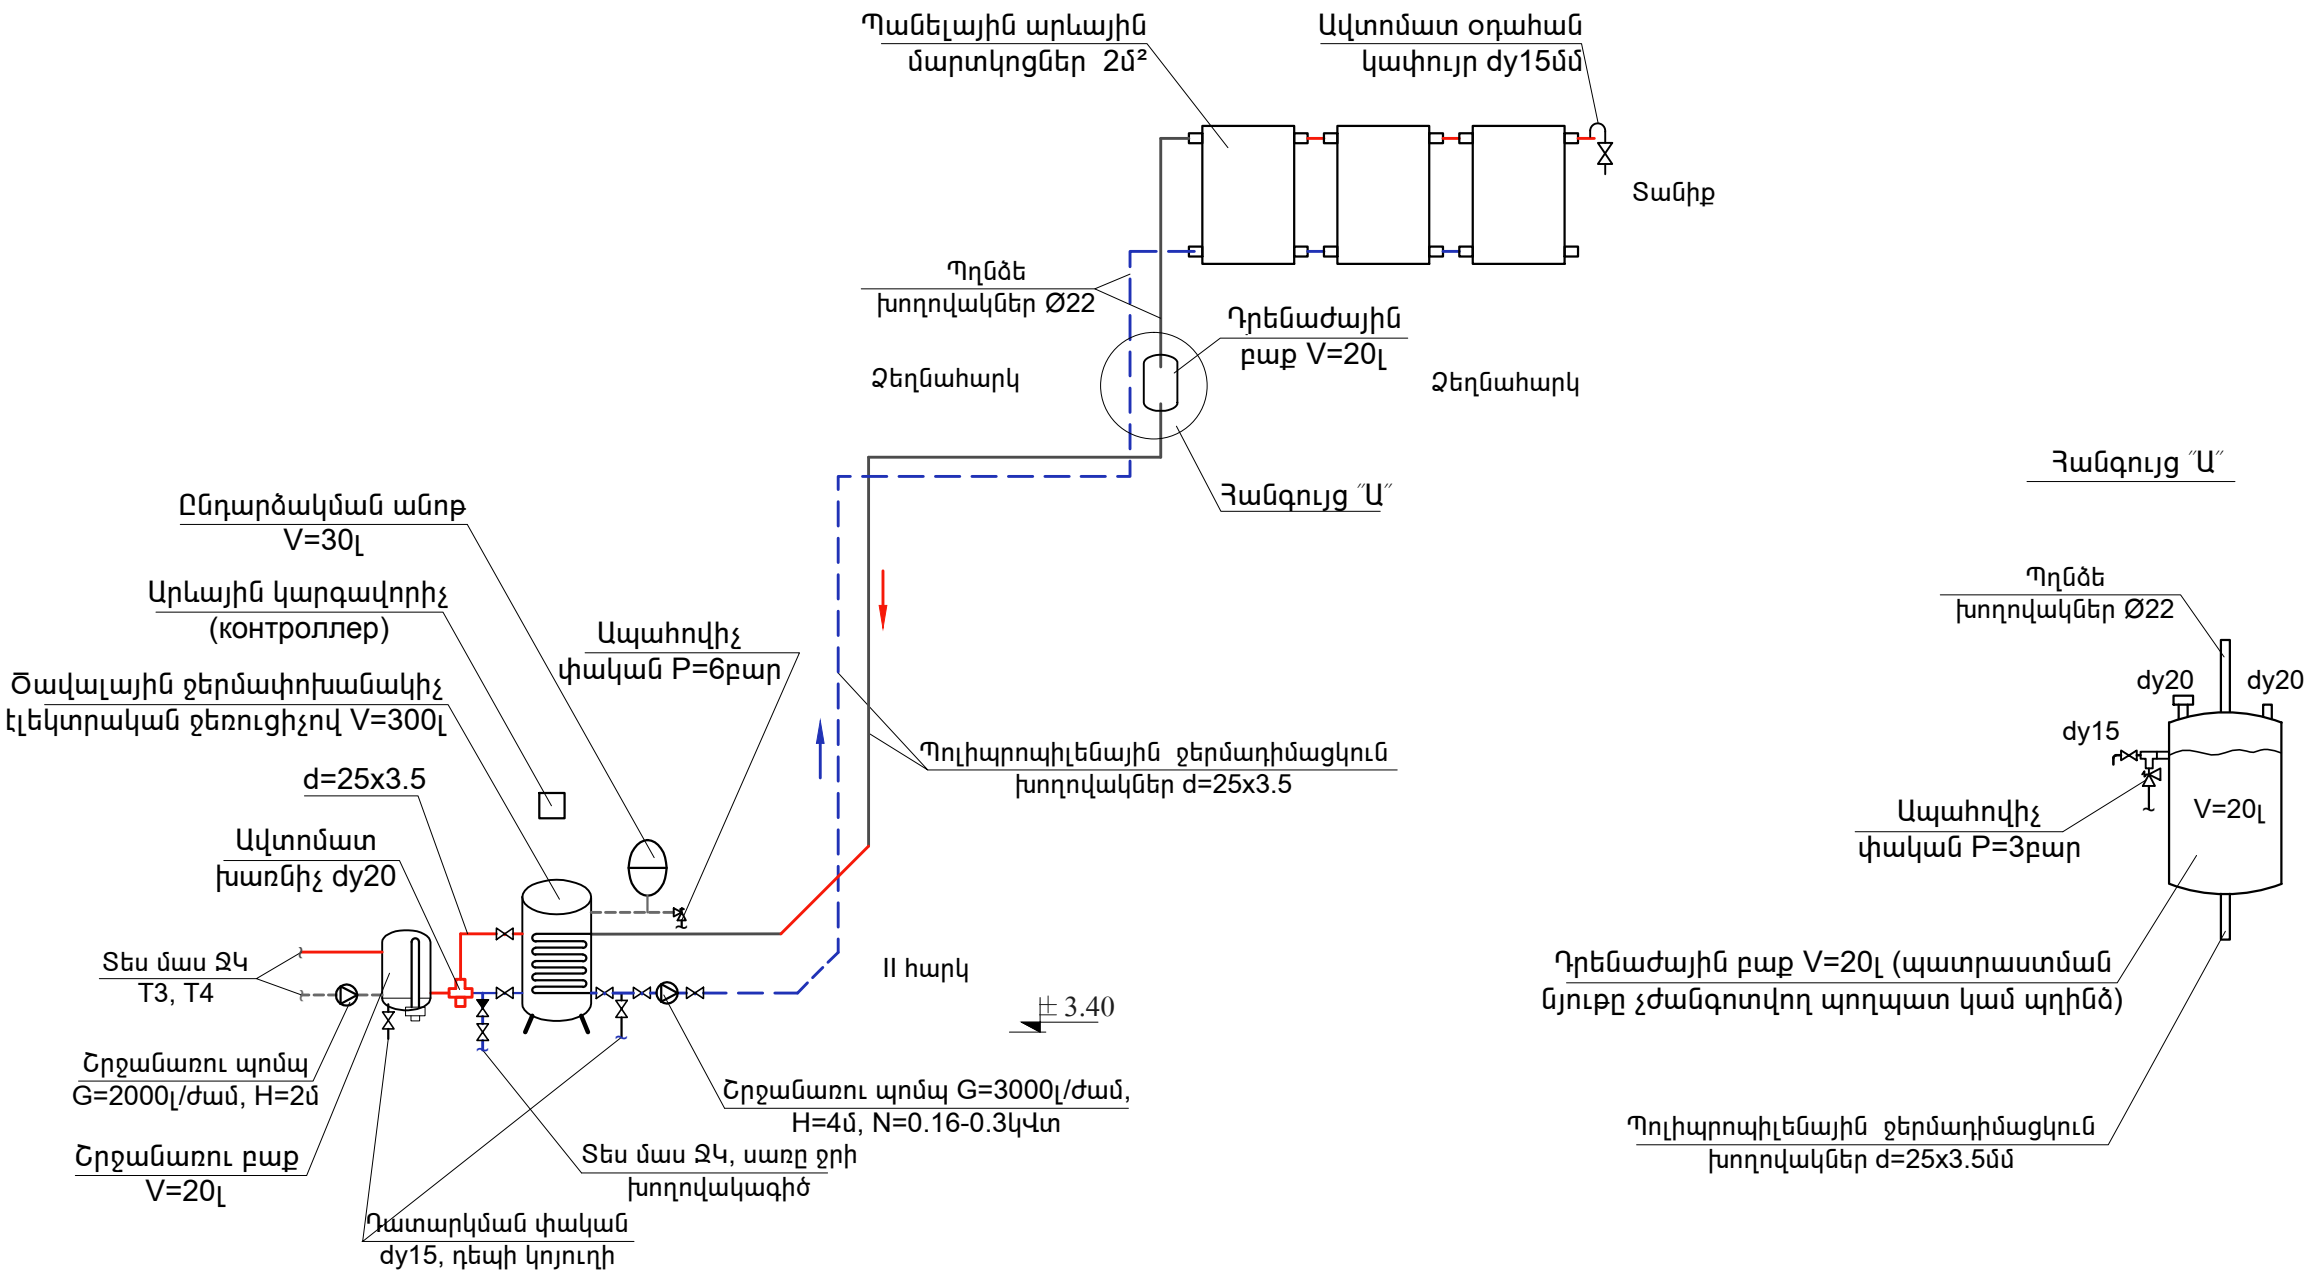 Պանելային արևային
մարտկոցներ 2մ²
Ավտոմատ օդահան
կափույր dy15մմ
Տանիք
Պղնձե
խողովակներ Ø22
Դրենաժային
բաք V=20լ
Ձեղնահարկ
Ձեղնահարկ
Հանգույց ״Ա״
Հանգույց ״Ա״
Ընդարձակման անոթ
V=30լ
Արևային կարգավորիչ
(контроллер)
Ապահովիչ
փական P=6բար
Ծավալային ջերմափոխանակիչ
էլեկտրական ջեռուցիչով V=300լ
d=25x3.5
Ավտոմատ
խառնիչ dy20
Պոլիպրոպիլենային ջերմադիմացկուն
խողովակներ d=25x3.5
Տես մաս ՋԿ
T3, T4
II հարկ
± 3.40
Շրջանառու պոմպ
G=2000լ/ժամ, H=2մ
Շրջանառու պոմպ G=3000լ/ժամ,
H=4մ, N=0.16-0.3կՎտ
Շրջանառու բաք
V=20լ
Տես մաս ՋԿ, սառը ջրի
խողովակագիծ
Դատարկման փական
dy15, դեպի կոյուղի
Պղնձե
խողովակներ Ø22
dy20
dy20
dy15
V=20լ
Ապահովիչ
փական P=3բար
Դրենաժային բաք V=20լ (պատրաստման
նյութը չժանգոտվող պողպատ կամ պղինձ)
Պոլիպրոպիլենային ջերմադիմացկուն
խողովակներ d=25x3.5մմ